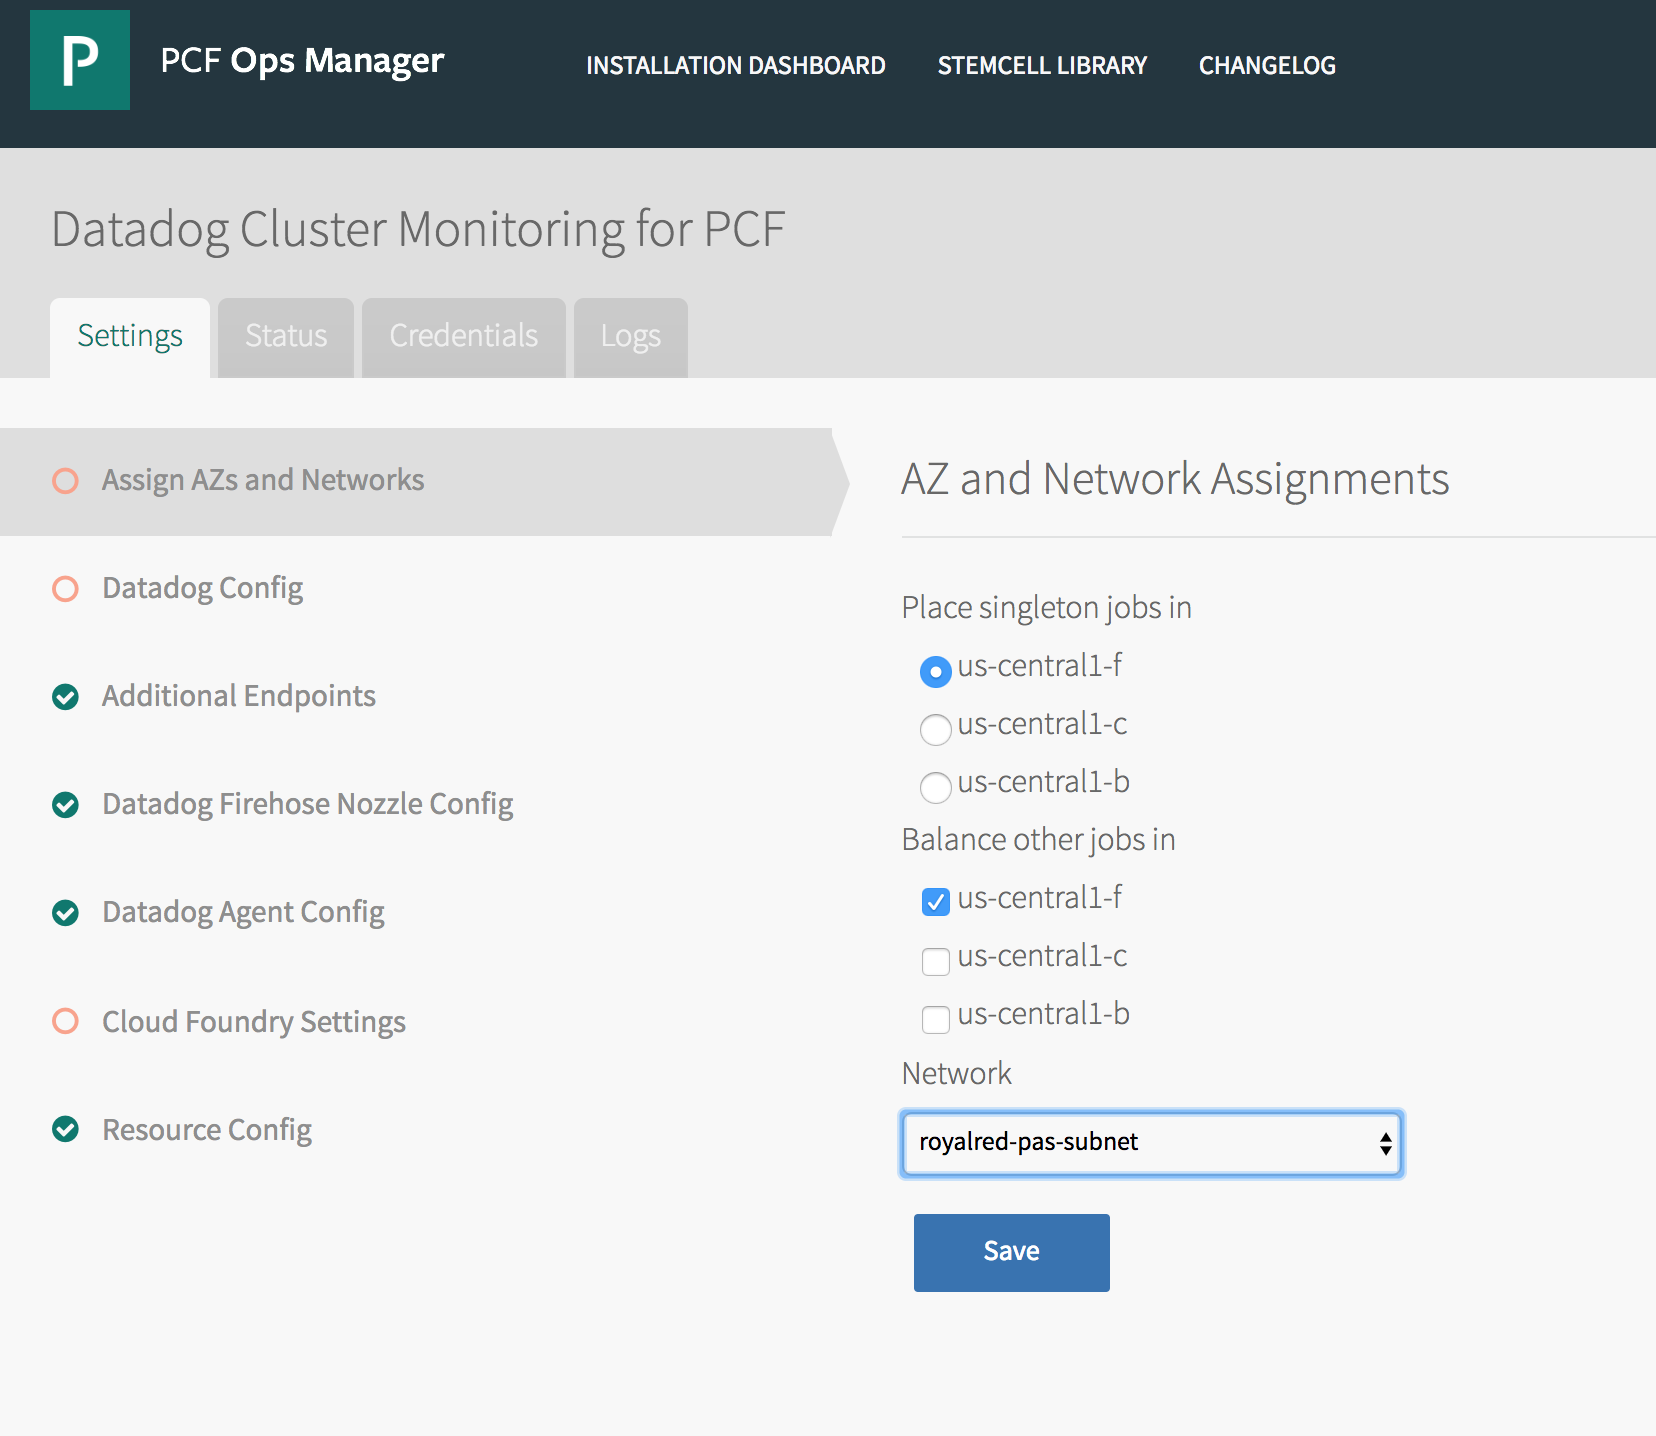 P
PCF Ops Manager
INSTALLATION DASHBOARD
STEMCELL LIBRARY
CHANGELOG
Datadog Cluster Monitoring for PCF
Settings
Status
Credentials
Logs
Assign AZs and Networks
Datadog Config
Additional Endpoints
Datadog Firehose Nozzle Config
Datadog Agent Config
Cloud Foundry Settings
Resource Config
AZ and Network Assignments
Place singleton jobs in
us-central1-f
us-central1-c
us-central1-b
Balance other jobs in
us-central1-f
us-central1-c
us-central1-b
Network
royalred-pas-subnet
Save